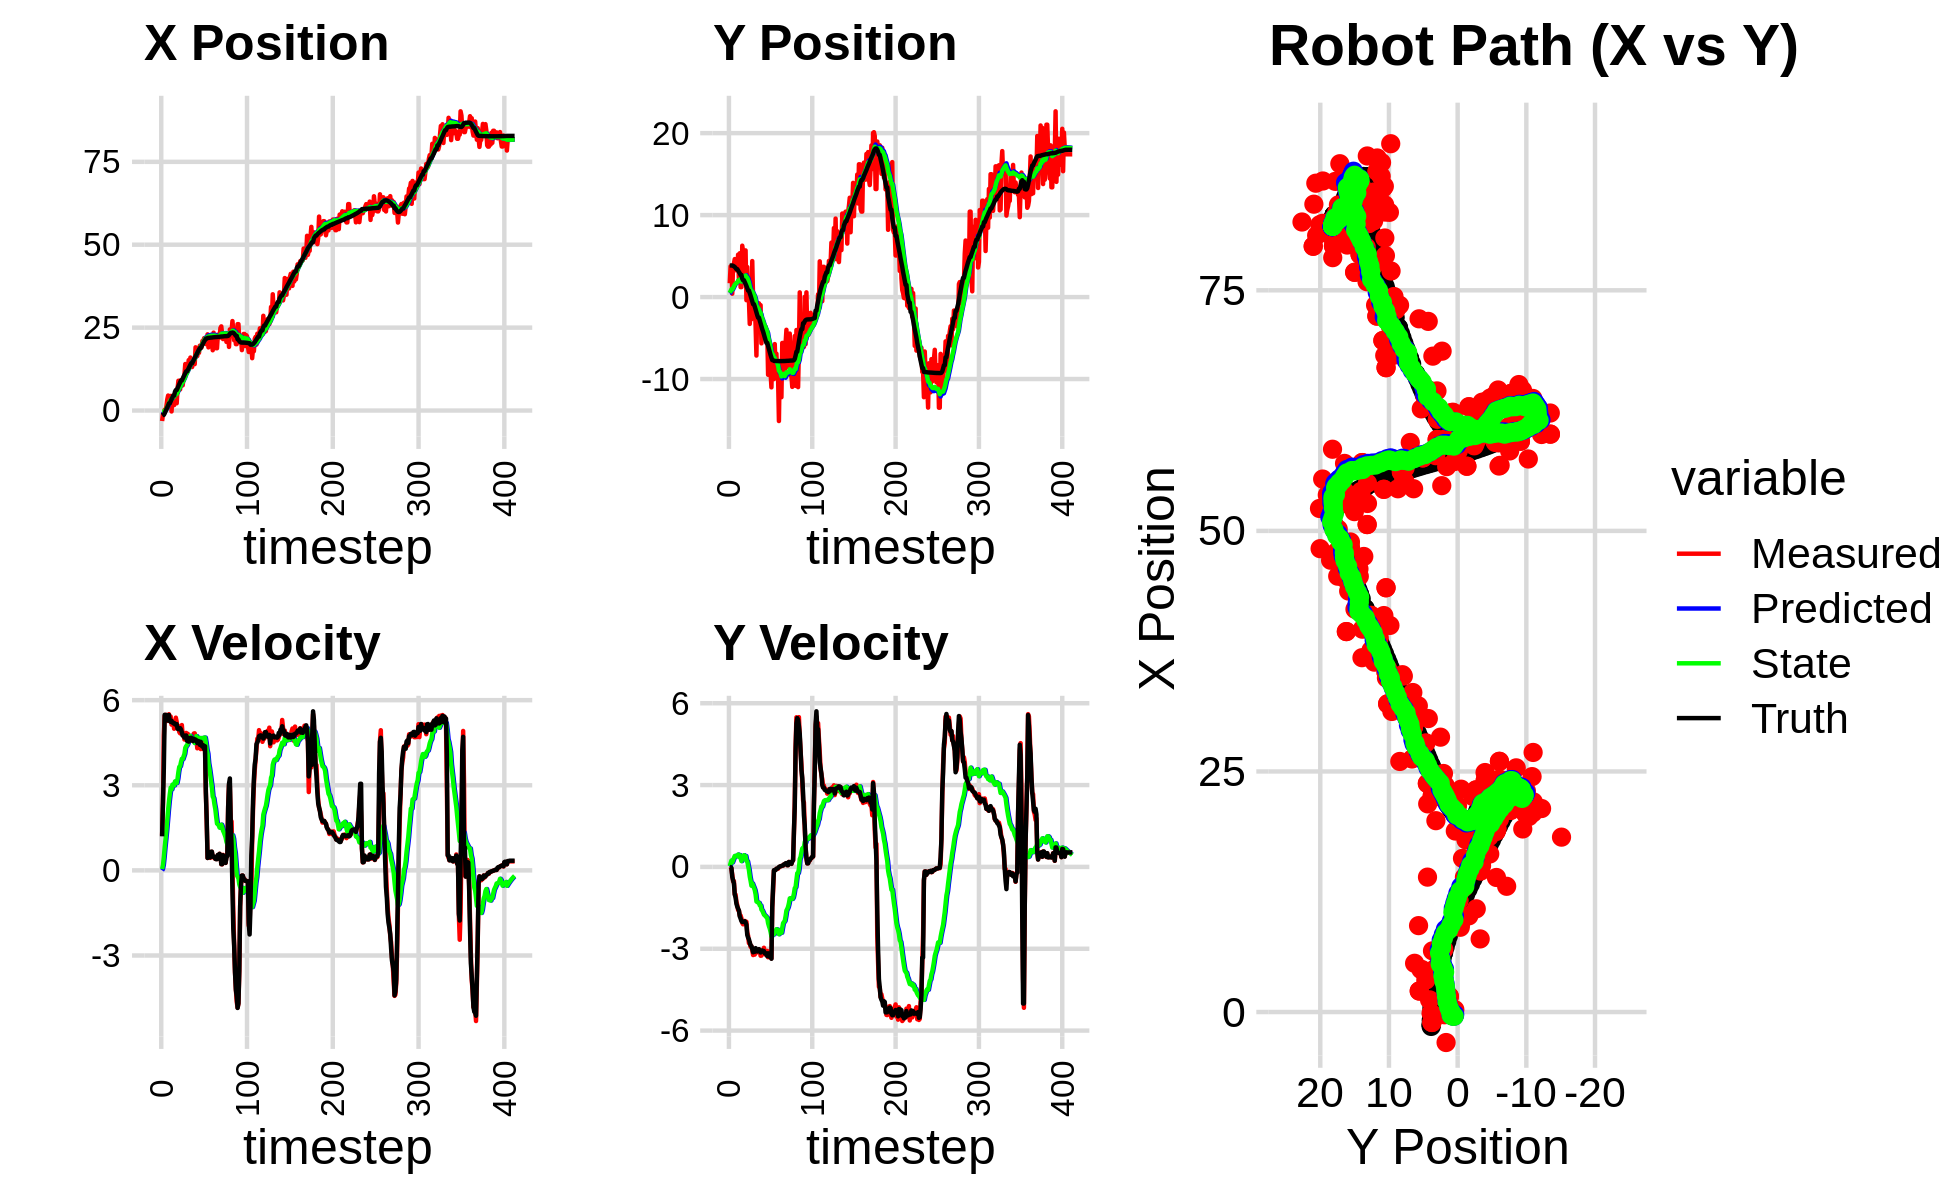 X Position
75
50
25
0
0
100
200
300
400
timestep
Y Position
20
10
0
-10
0
100
200
300
400
timestep
X Velocity
6
3
0
-3
0
100
200
300
400
timestep
Y Velocity
6
3
0
-3
-6
0
100
200
300
400
timestep
Robot Path (X vs Y)
X Position
75
50
25
0
20 10 0 -10 -20
Y Position
variable
Measured
Predicted
State
Truth